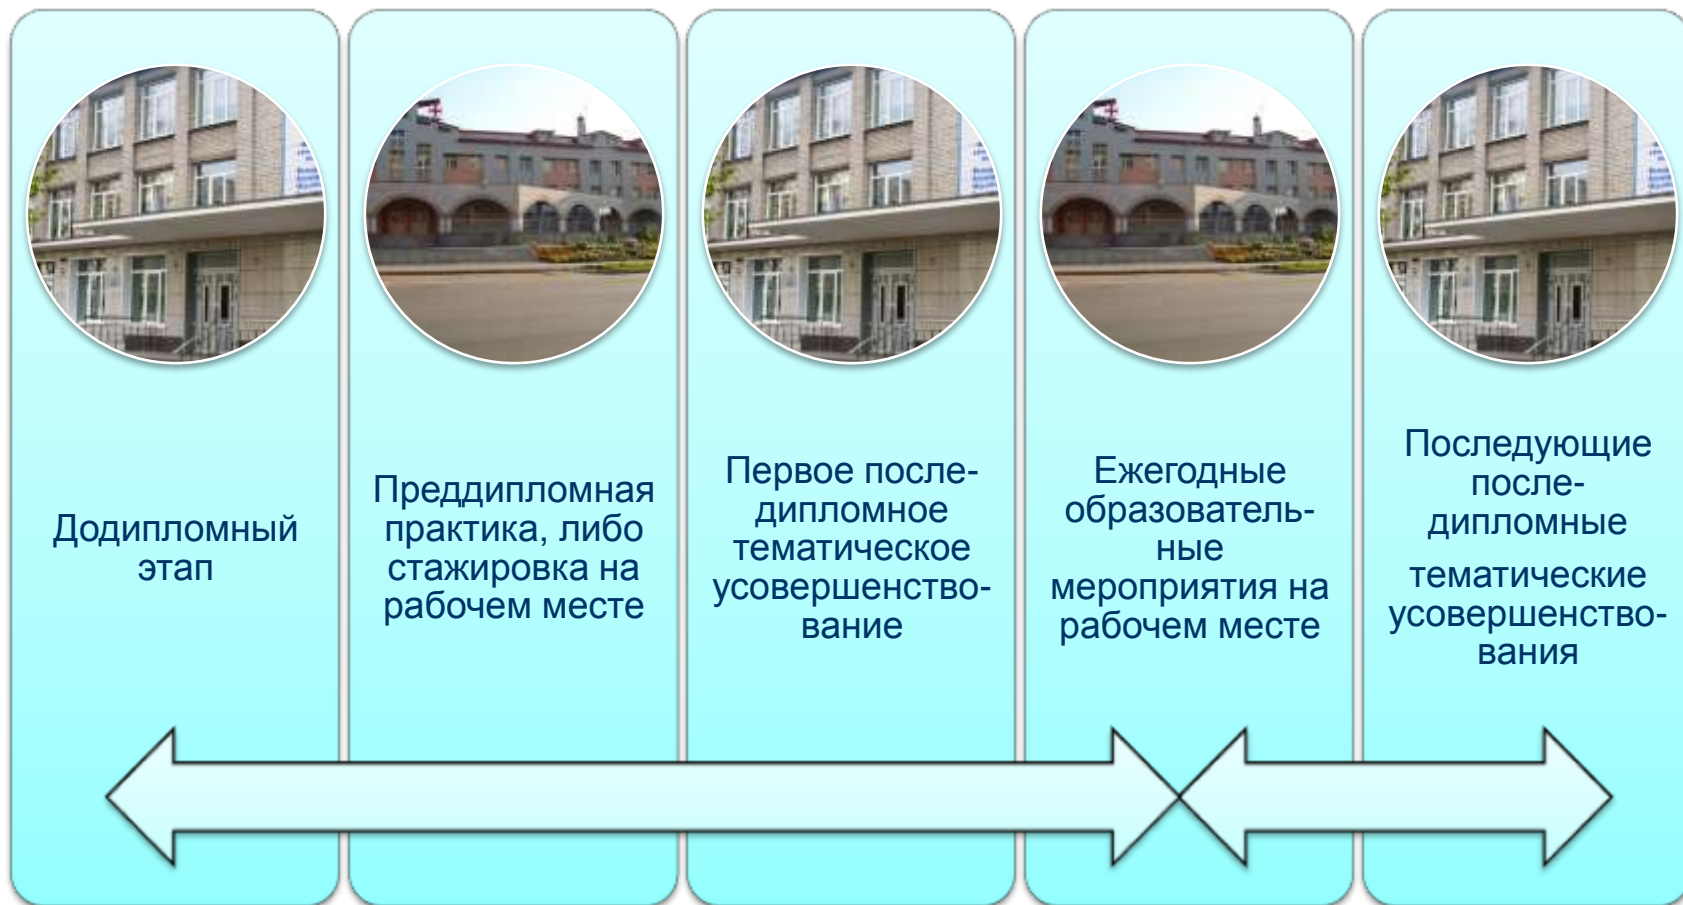 Додипломный
этап
Преддипломная
практика, либо
стажировка на
рабочем месте
Первое после-
дипломное
тематическое
усовершенство-
вание
Ежегодные
образователь-
ные
мероприятия на
рабочем месте
Последующие
после-
дипломные
тематические
усовершенство-
вания